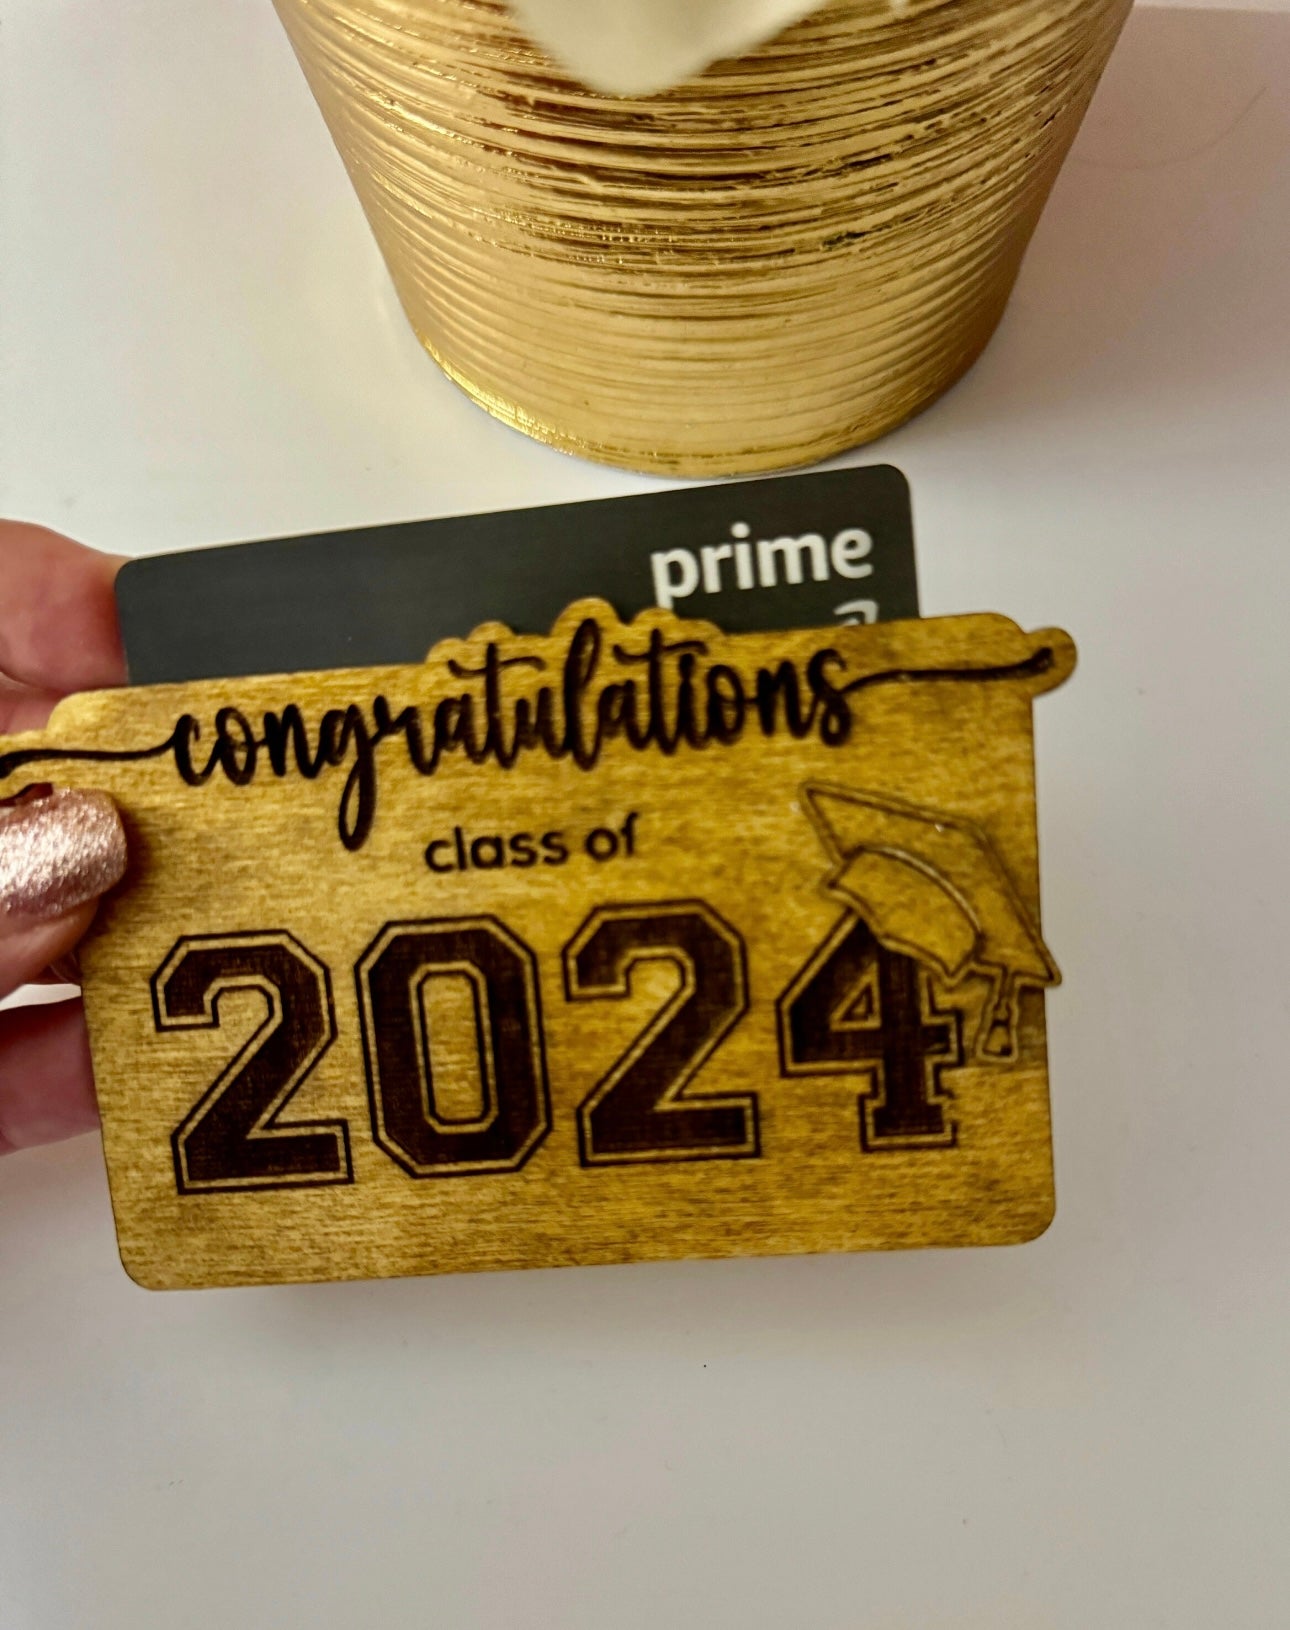 prime
congratulations
class of
2024